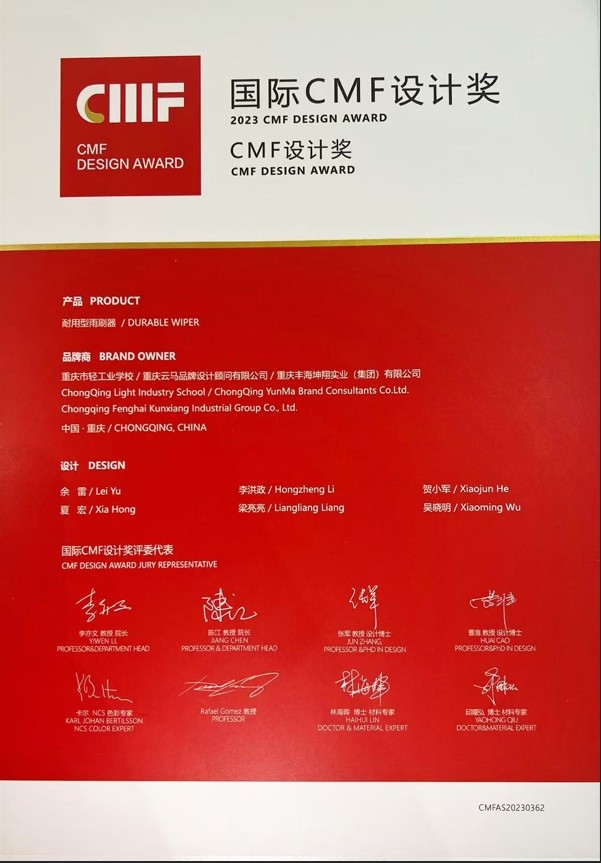 CMF
CMF
DESIGN AWARD
国际CMF设计奖
2023 CMF DESIGN AWARD
CMF设计奖
CMF DESIGN AWARD
产品 PRODUCT
耐用型雨刷器 / DURABLE WIPER
品牌商 BRAND OWNER
重庆市轻工业学校 / 重庆云马品牌设计顾问有限公司 / 重庆丰海坤翔实业（集团）有限公司
ChongQing Light Industry School / ChongQing YunMa Brand Consultants Co.Ltd.
Chongqing Fenghai Kunxiang Industrial Group Co., Ltd.
中国 · 重庆 / CHONGQING, CHINA
设计 DESIGN
余 雷 / Lei Yu 李洪政 / Hongzheng Li 贺小军 / Xiaojun He
夏 宏 / Xia Hong 梁亮亮 / Liangliang Liang 吴晓明 / Xiaoming Wu
国际CMF设计奖评委代表
CMF DESIGN AWARD JURY REPRESENTATIVE
李亦文 教授 院长 陈江 教授 院长 张军 教授 设计博士 曹淮 教授 设计博士
YIWEN LI JIANG CHEN JUN ZHANG, HUAI CAO
PROFESSOR&DEPARTMENT HEAD PROFESSOR & DEPARTMENT HEAD PROFESSOR &PHD IN DESIGN PROFESSOR&PHD IN DESIGN
卡尔 NCS 色彩专家 Rafael Gomez 教授 林海晖 博士 材料专家 邱耀弘 博士 材料专家
KARL JOHAN BERTILSSON PROFESSOR HAIHUI LIN YAOHONG QIU
NCS COLOR EXPERT DOCTOR & MATERIAL EXPERT DOCTOR&MATERIAL EXPERT
CMFAS20230362